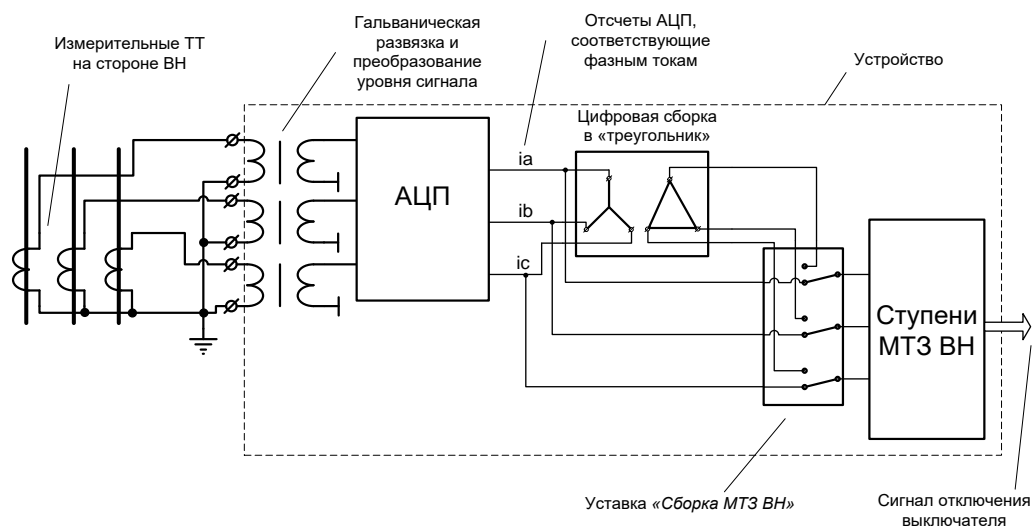 Измерительные ТТ
на стороне ВН
Гальваническая
развязка и
преобразование
уровня сигнала
Отсчеты АЦП,
соответствующие
фазным токам
Устройство
Цифровая сборка
в «треугольник»
АЦП
ia
ib
ic
Ступени
МТЗ ВН
Уставка «Сборка МТЗ ВН»
Сигнал отключения
выключателя